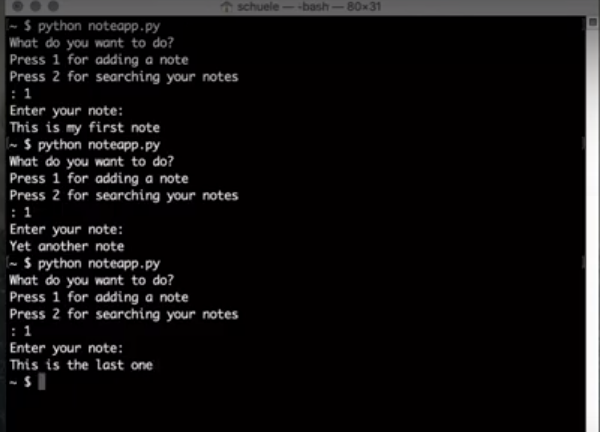 schuele — -bash — 80×31
~ $ python noteapp.py
What do you want to do?
Press 1 for adding a note
Press 2 for searching your notes
: 1
Enter your note:
This is my first note
~ $ python noteapp.py
What do you want to do?
Press 1 for adding a note
Press 2 for searching your notes
: 1
Enter your note:
Yet another note
~ $ python noteapp.py
What do you want to do?
Press 1 for adding a note
Press 2 for searching your notes
: 1
Enter your note:
This is the last one
~ $